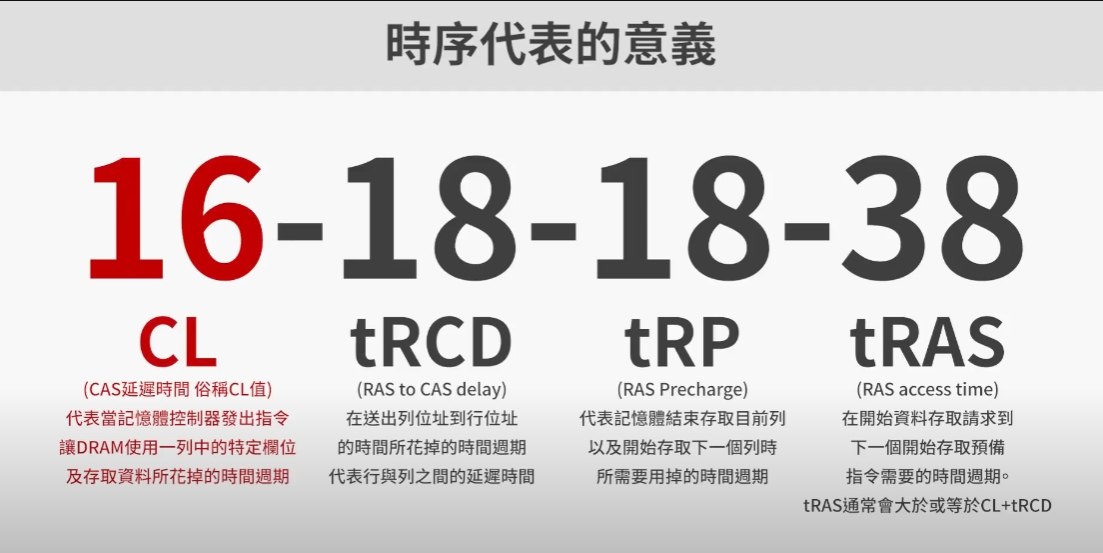 時序代表的意義
16-18-18-38
CL
(CAS延遲時間 俗稱CL值)
代表當記憶體控制器發出指令
讓DRAM使用一列中的特定欄位
及存取資料所花掉的時間週期
tRCD
(RAS to CAS delay)
在送出列位址到行位址
的時間所花掉的時間週期
代表行與列之間的延遲時間
tRP
(RAS Precharge)
代表記憶體結束存取目前列
以及開始存取下一個列時
所需要用掉的時間週期
tRAS
(RAS access time)
在開始資料存取請求到
下一個開始存取預備
指令需要的時間週期。
tRAS通常會大於或等於CL+tRCD